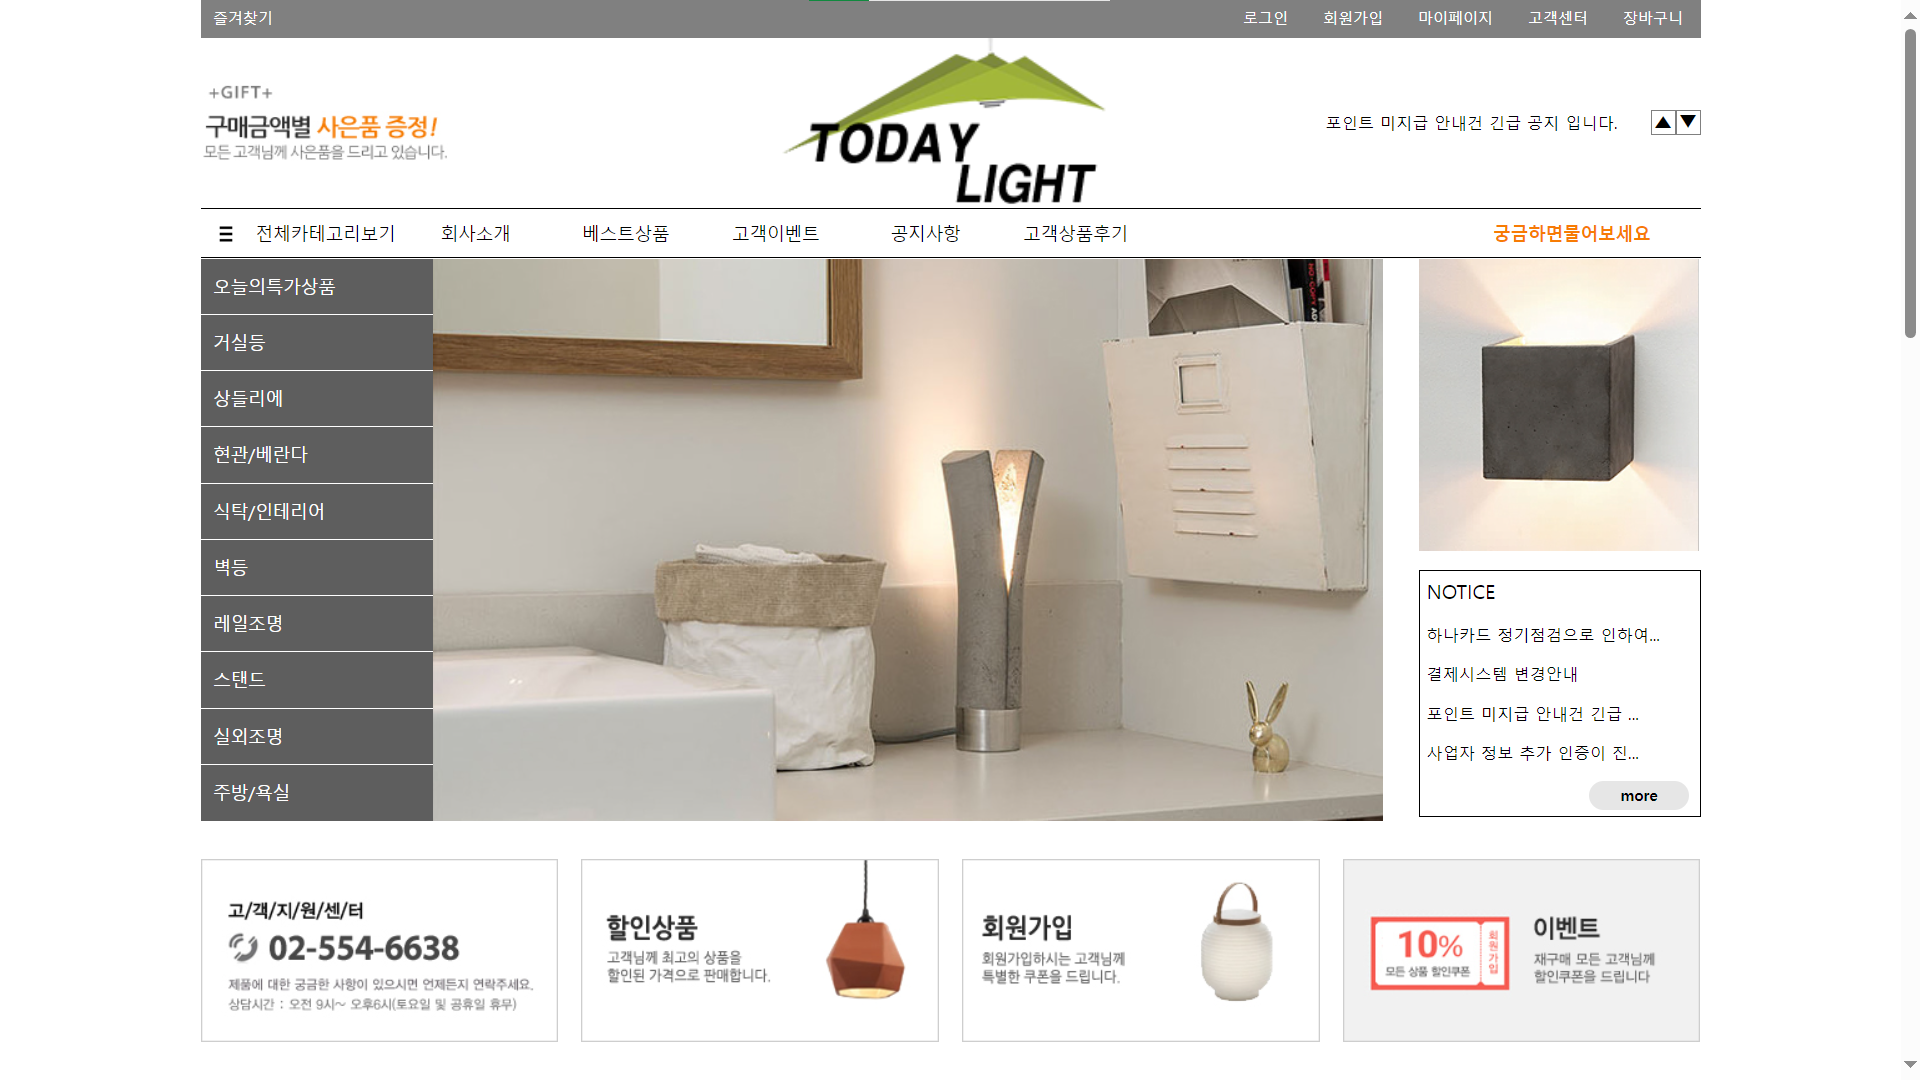 즐겨찾기
로그인 회원가입 마이페이지 고객센터 장바구니
+GIFT+
구매금액별 사은품 증정!
모든 고객님께 사은품을 드리고 있습니다.
TODAY
LIGHT
포인트 미지급 안내건 긴급 공지 입니다.
전체카테고리보기 회사소개 베스트상품 고객이벤트 공지사항 고객상품후기 궁금하면물어보세요
오늘의특가상품
거실등
상들리에
현관/베란다
식탁/인테리어
벽등
레일조명
스탠드
실외조명
주방/욕실
NOTICE
하나카드 정기점검으로 인하여...
결제시스템 변경안내
포인트 미지급 안내건 긴급 ...
사업자 정보 추가 인증이 진...
more
고/객/지/원/센/터
02-554-6638
제품에 대한 궁금한 사항이 있으시면 언제든지 연락주세요.
상담시간 : 오전 9시~ 오후6시(토요일 및 공휴일 휴무)
할인상품
고객님께 최고의 상품을
할인된 가격으로 판매합니다.
회원가입
회원가입하시는 고객님께
특별한 쿠폰을 드립니다.
10%
모든 상품 할인쿠폰
회원가입
이벤트
재구매 모든 고객님께
할인쿠폰을 드립니다